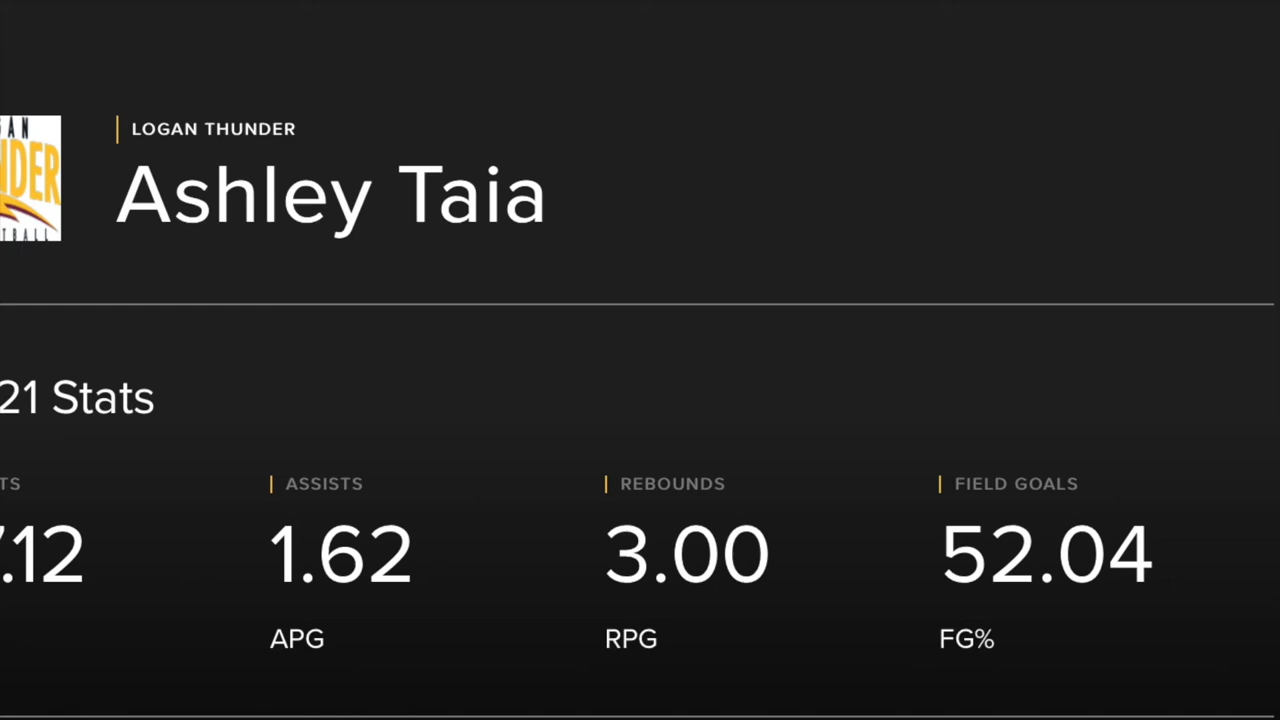 LOGAN THUNDER
Ashley Taia
21 Stats
ASSISTS
REBOUNDS
FIELD GOALS
.12
1.62
3.00
52.04
APG
RPG
FG%